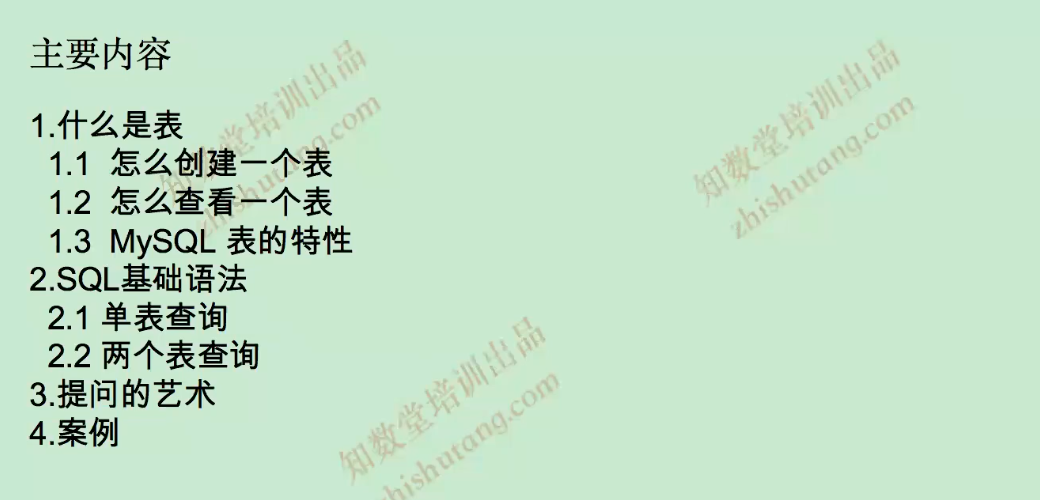 主要内容
1.什么是表
1.1 怎么创建一个表
1.2 怎么查看一个表
1.3 MySQL 表的特性
2.SQL基础语法
2.1 单表查询
2.2 两个表查询
3.提问的艺术
4.案例
知数堂培训出品
zhishutang.com
知数堂培训出品
zhishutang.com
知数堂培训出品
zhishutang.com